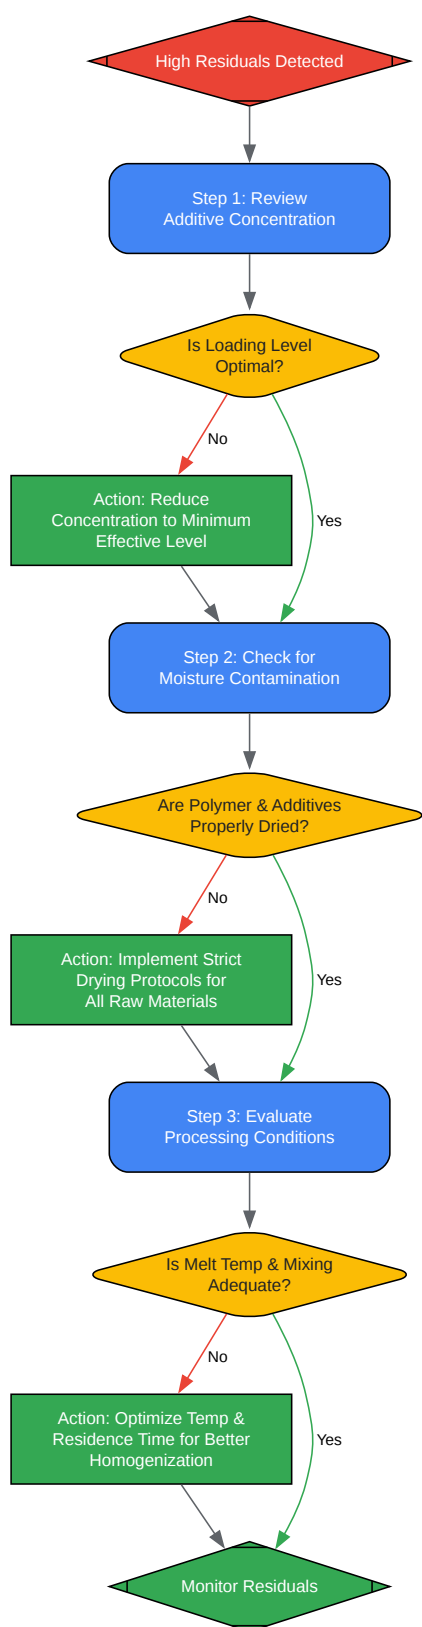 High Residuals Detected
Step 1: Review
Additive Concentration
Is Loading Level
Optimal?
No
Action: Reduce
Concentration to Minimum
Effective Level
Yes
Step 2: Check for
Moisture Contamination
Are Polymer & Additives
Properly Dried?
No
Action: Implement Strict
Drying Protocols for
All Raw Materials
Yes
Step 3: Evaluate
Processing Conditions
Is Melt Temp & Mixing
Adequate?
No
Action: Optimize Temp &
Residence Time for Better
Homogenization
Yes
Monitor Residuals